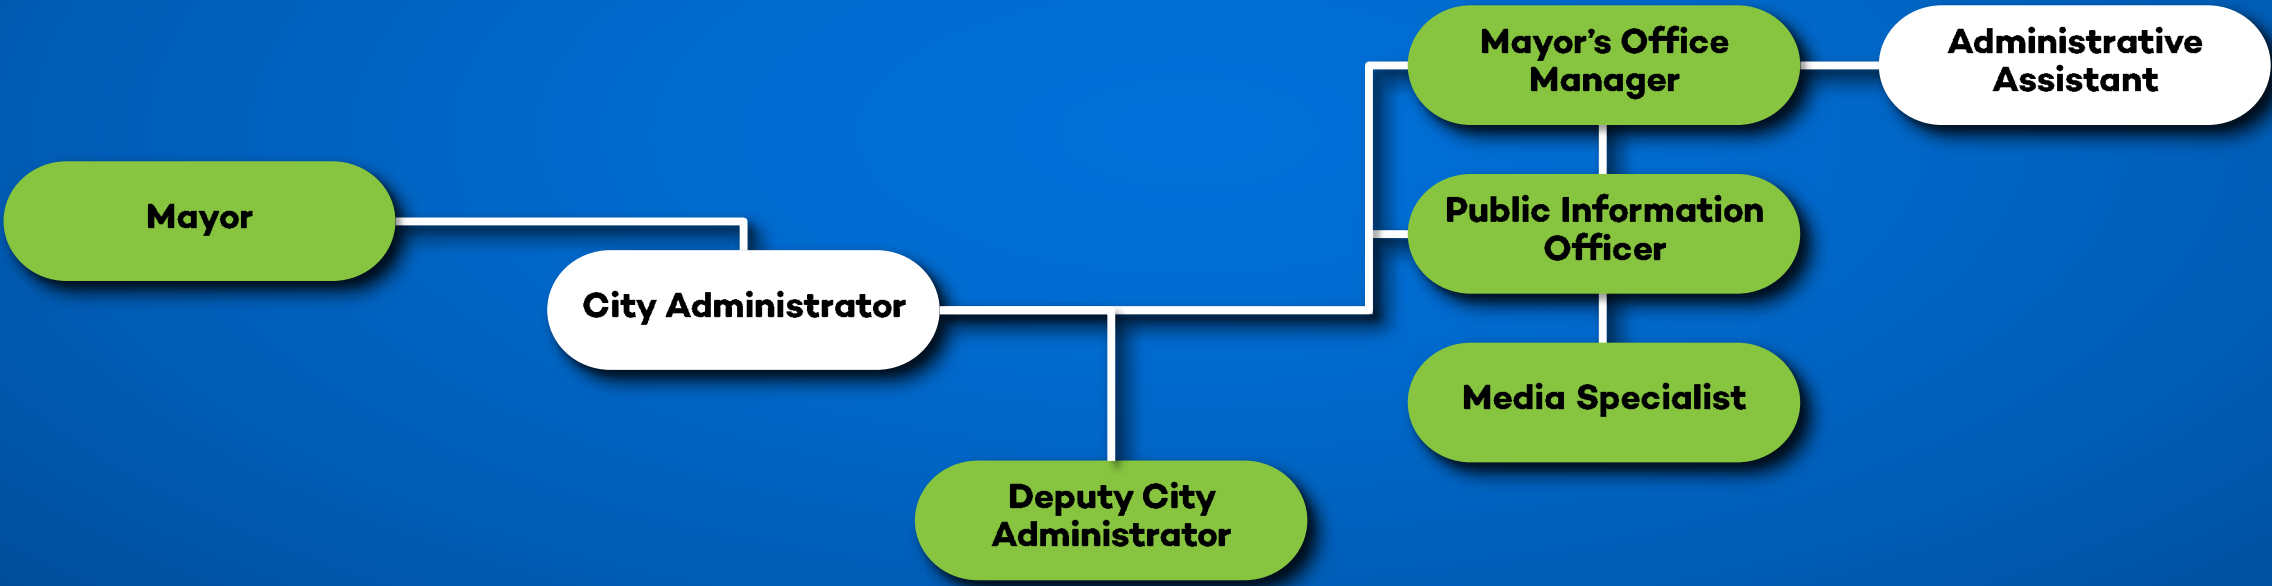 Mayor
City Administrator
Deputy City
Administrator
Mayor’s Office
Manager
Administrative
Assistant
Public Information
Officer
Media Specialist